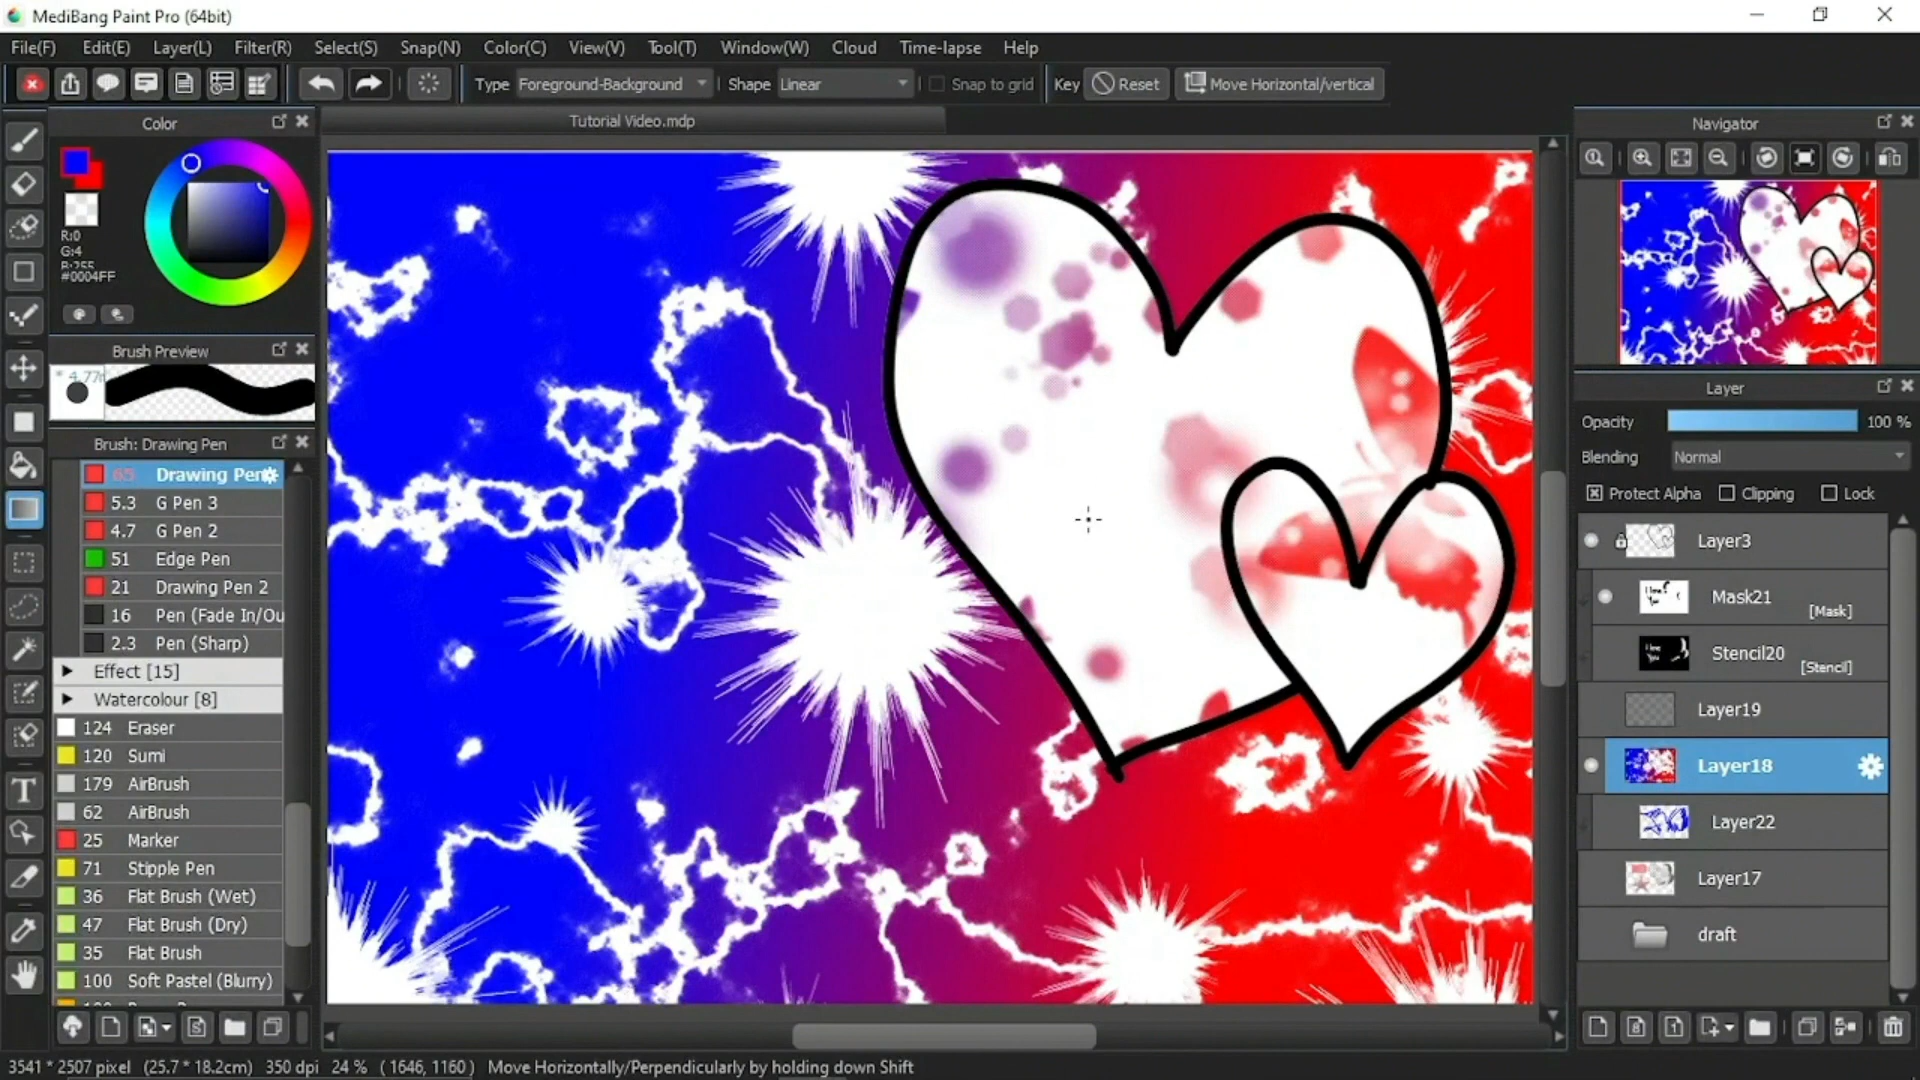 MediBang Paint Pro (64bit)
File(F) Edit(E) Layer(L) Filter(R) Select(S) Snap(N) Color(C) View(V) Tool(T) Window(W) Cloud Time-lapse Help
Type Foreground-Background Shape Linear Snap to grid Key Reset Move Horizontal/vertical
Tutorial Video.mdp
Color
R:0
G:4
B:255
#0004FF
Brush Preview
Brush: Drawing Pen
65 Drawing Pen
5.3 G Pen 3
4.7 G Pen 2
51 Edge Pen
21 Drawing Pen 2
16 Pen (Fade In/Ou
2.3 Pen (Sharp)
Effect [15]
Watercolour [8]
124 Eraser
120 Sumi
179 AirBrush
62 AirBrush
25 Marker
71 Stipple Pen
36 Flat Brush (Wet)
47 Flat Brush (Dry)
35 Flat Brush
100 Soft Pastel (Blurry)
Navigator
Layer
Opacity 100 %
Blending Normal
Protect Alpha Clipping Lock
Layer3
Mask21
[Mask]
Stencil20
[Stencil]
Layer19
Layer18
Layer22
Layer17
draft
3541 * 2507 pixel (25.7 * 18.2cm) 350 dpi 24 % ( 1646, 1160 ) Move Horizontally/Perpendicularly by holding down Shift